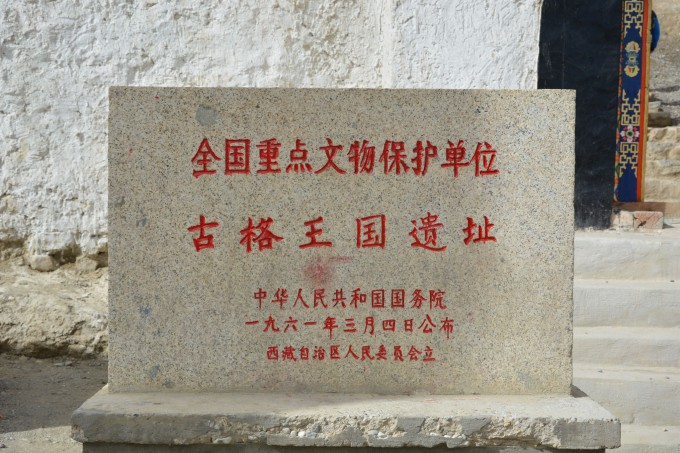 全国重点文物保护单位
古格王国遗址
中华人民共和国国务院
一九六一年三月四日公布
西藏自治区人民委员会立